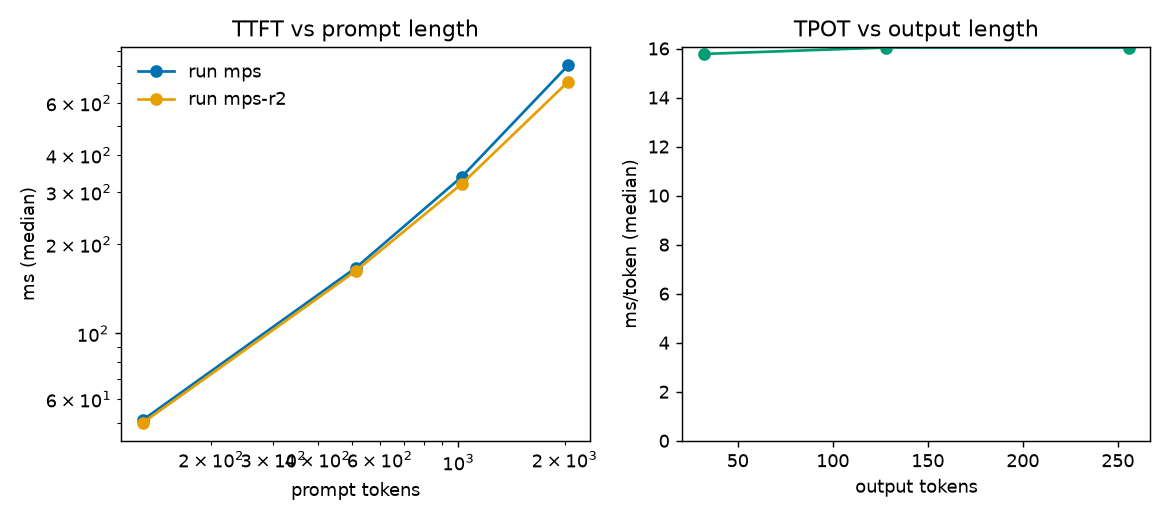 TTFT vs prompt length
run mps
run mps-r2
6 × 10²
4 × 10²
3 × 10²
2 × 10²
10²
6 × 10¹
ms (median)
2 × 10² 3 × 10² 4 × 10² 6 × 10² 10³ 2 × 10³
prompt tokens
TPOT vs output length
16
14
12
10
8
6
4
2
0
ms/token (median)
50 100 150 200 250
output tokens